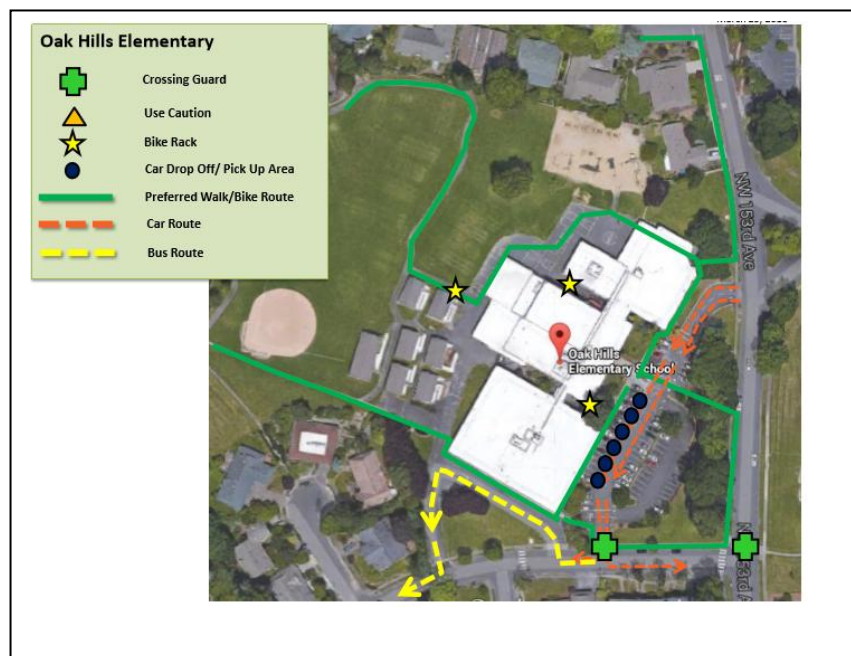 Oak Hills Elementary
Crossing Guard
Use Caution
Bike Rack
Car Drop Off/ Pick Up Area
Preferred Walk/Bike Route
Car Route
Bus Route
NW 153rd Ave
Oak Hills
Elementary School